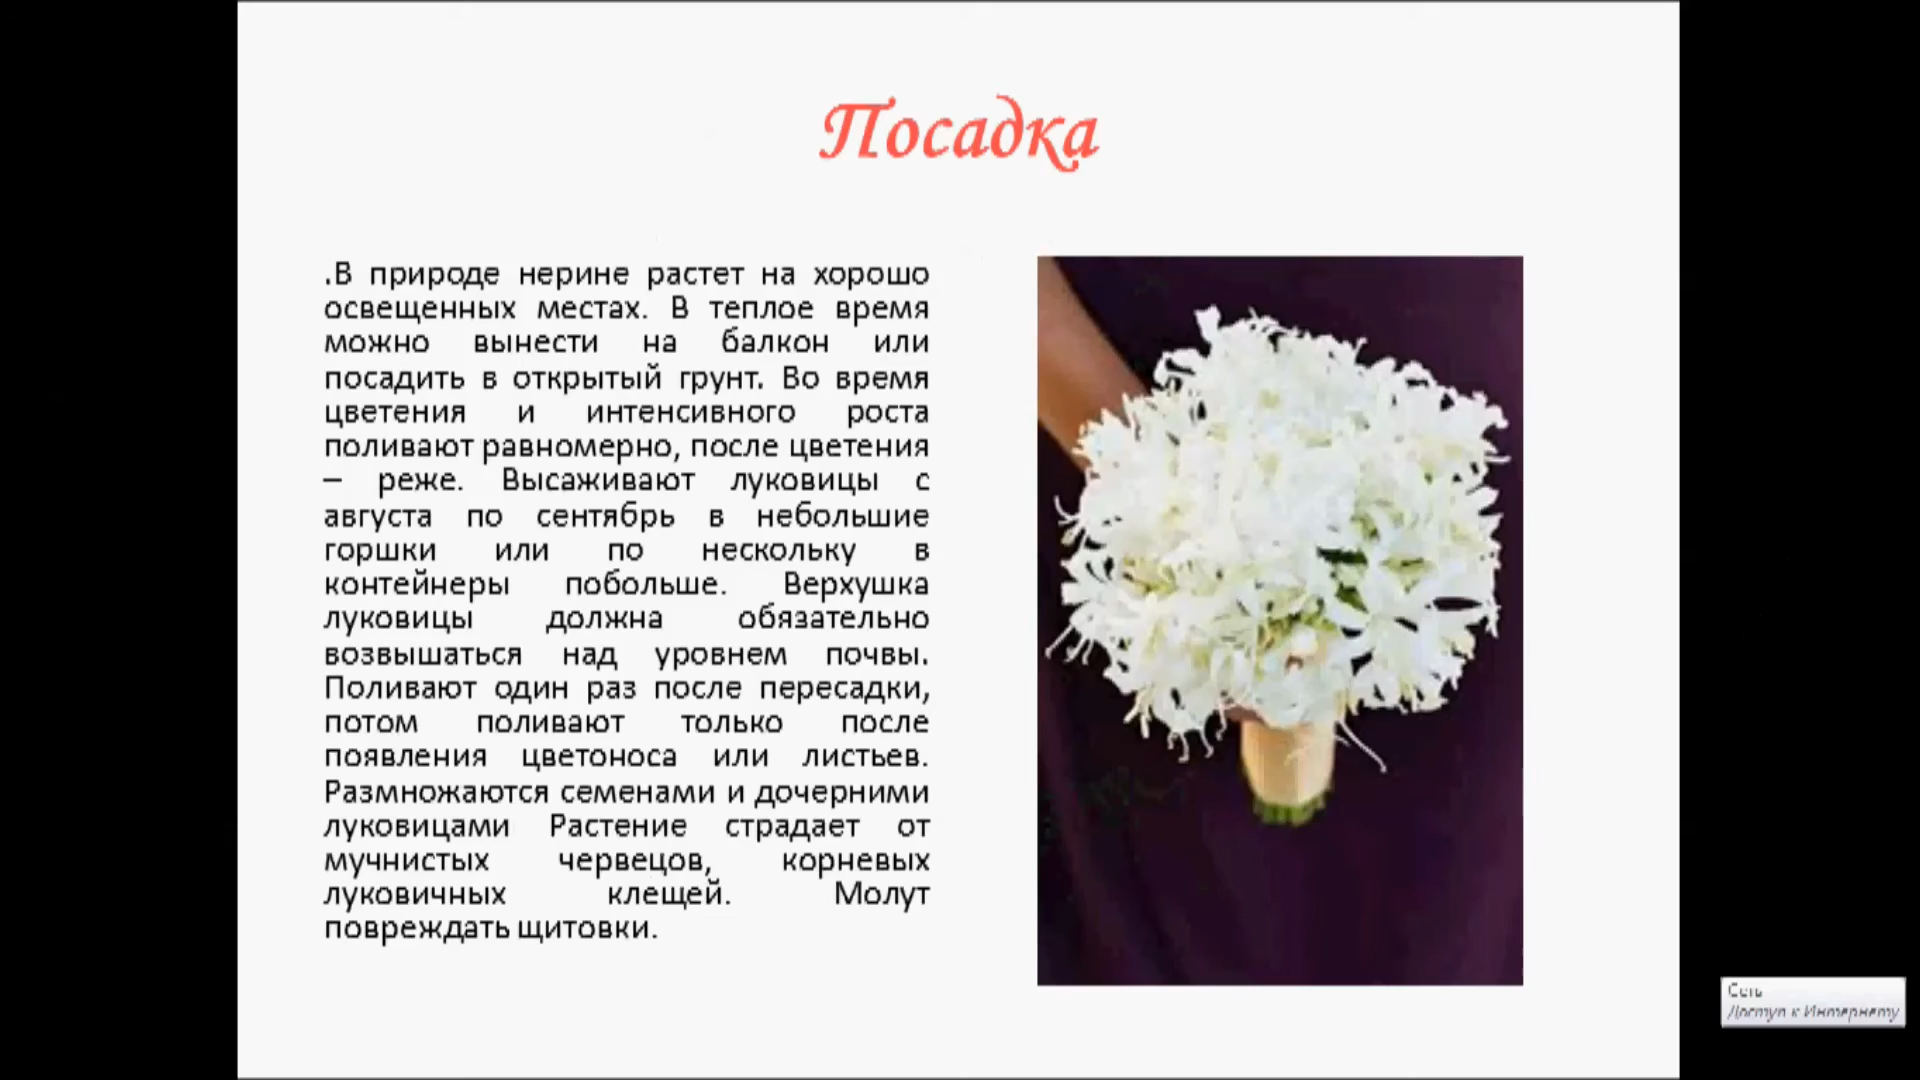 Посадка
.В природе нерине растет на хорошо
освещенных местах. В теплое время
можно вынести на балкон или
посадить в открытый грунт. Во время
цветения и интенсивного роста
поливают равномерно, после цветения
– реже. Высаживают луковицы с
августа по сентябрь в небольшие
горшки или по нескольку в
контейнеры побольше. Верхушка
луковицы должна обязательно
возвышаться над уровнем почвы.
Поливают один раз после пересадки,
потом поливают только после
появления цветоноса или листьев.
Размножаются семенами и дочерними
луковицами Растение страдает от
мучнистых червецов, корневых
луковичных клещей. Молут
повреждать щитовки.
Сеть
Доступ к Интернету